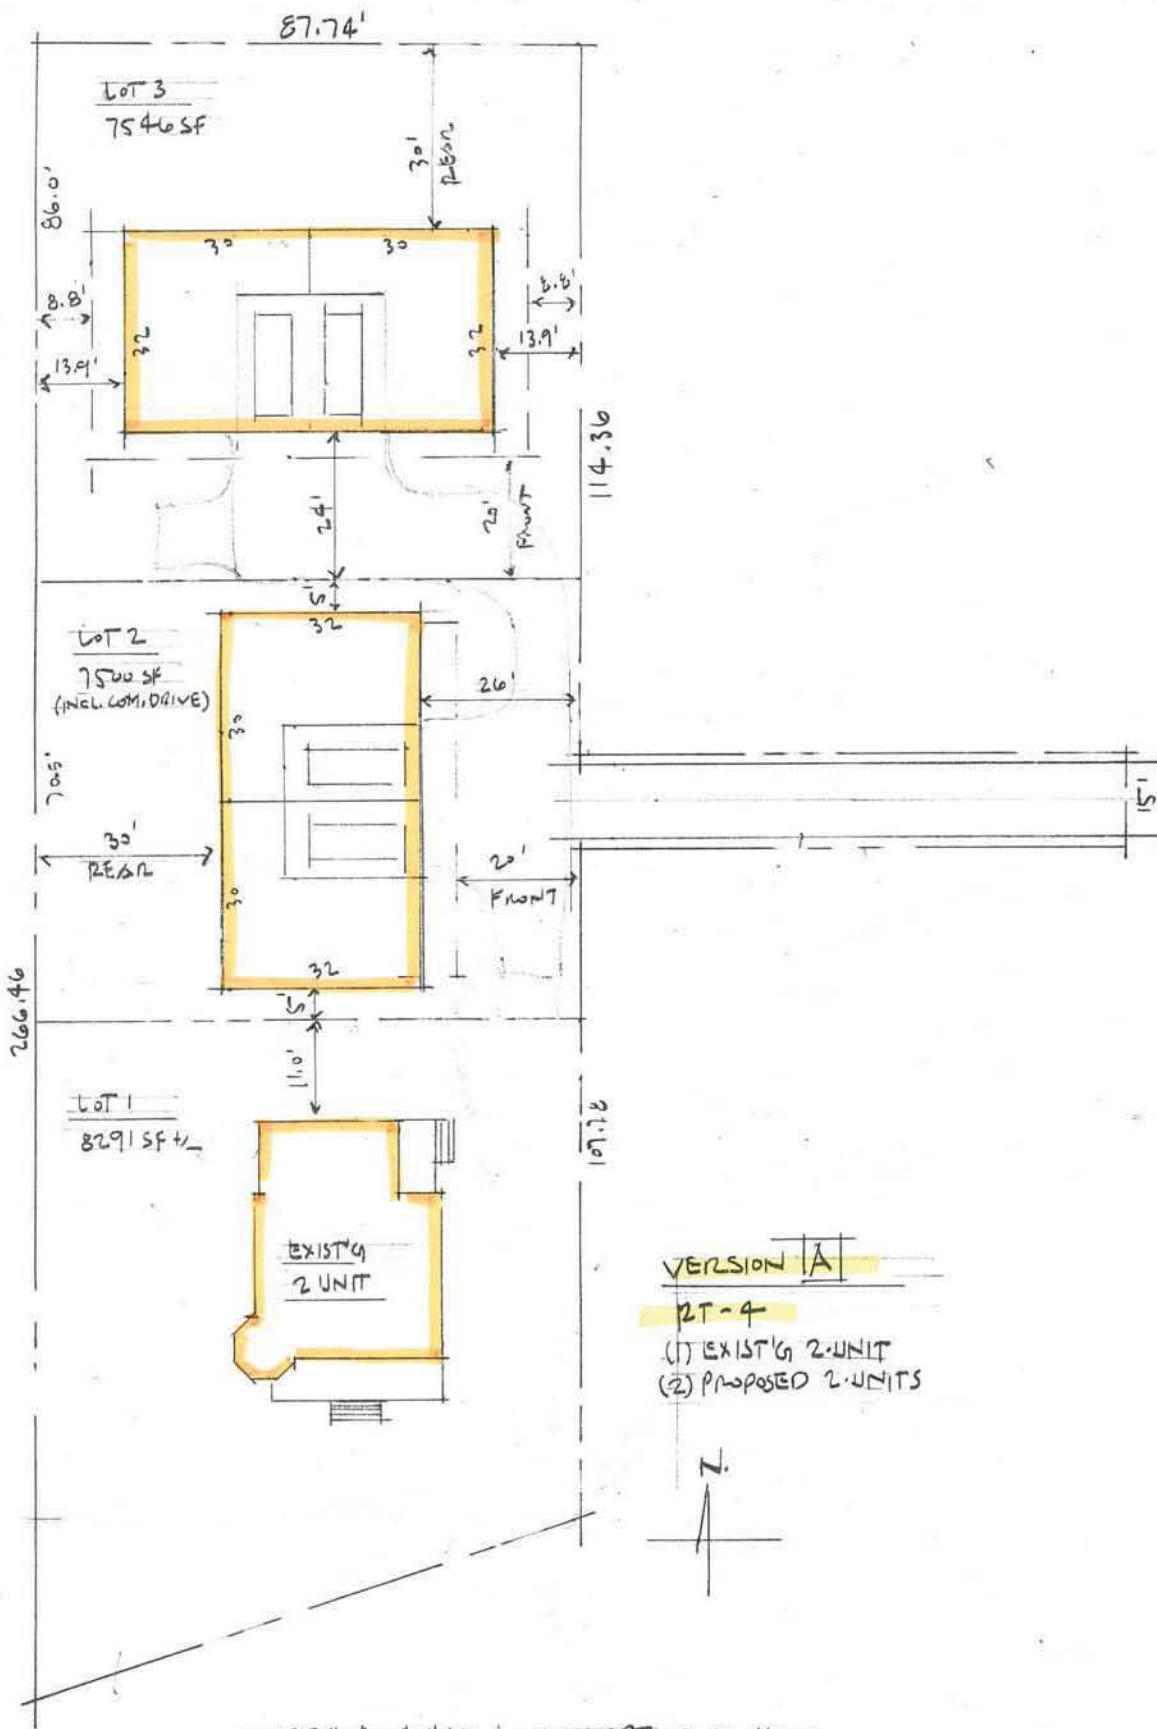 87.74'
LOT 3
7546 SF
30'
REAR
86.0'
30
30
8.8'
8.8'
32
32
13.9'
13.9'
114.36
24'
20'
FRONT
5'
32
LOT 2
7500 SF
(INCL. COM. DRIVE)
26'
30
70.5'
15'
30'
REAR
20'
FRONT
30
32
5'
266.46
11.0'
LOT 1
8291 SF +/-
EXIST'G
2 UNIT
VERSION A
RT-4
(1) EXIST'G 2-UNIT
(2) PROPOSED 2-UNITS